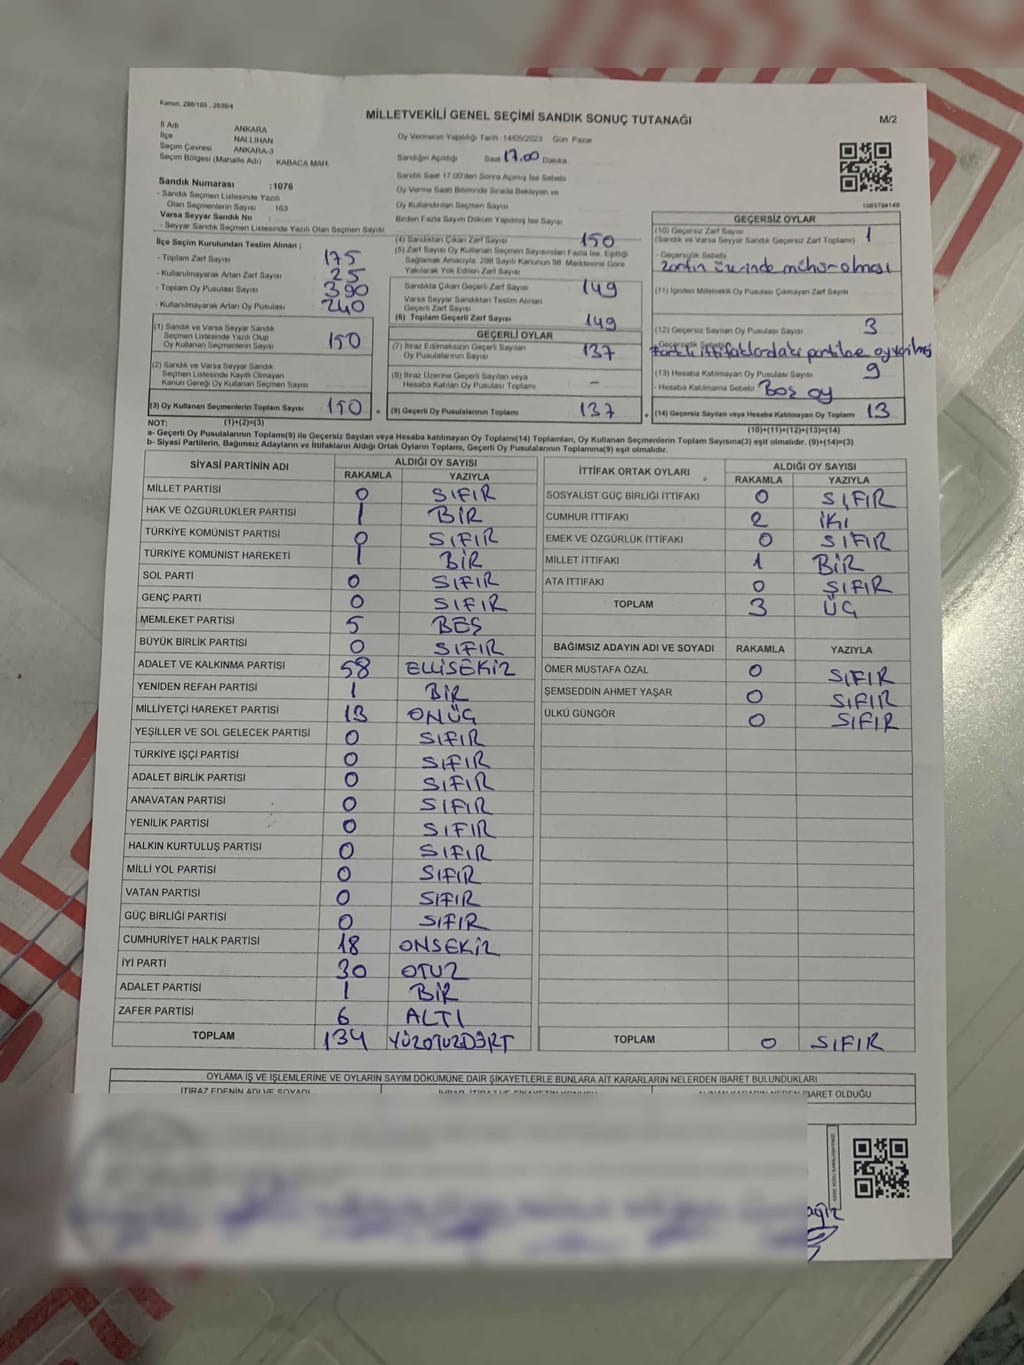 Kanun, 298/105 , 2839/4
MİLLETVEKİLİ GENEL SEÇİMİ SANDIK SONUÇ TUTANAĞI
M/2
İl Adı ANKARA
İlçe NALLIHAN
Seçim Çevresi ANKARA-3
Seçim Bölgesi (Mahalle Adı) KABACA MAH.
Sandık Numarası :1076
- Sandık Seçmen Listesinde Yazılı
Olan Seçmenlerin Sayısı 163
Varsa Seyyar Sandık No
- Seyyar Sandık Seçmen Listesinde Yazılı Olan Seçmen Sayısı
Oy Vermenin Yapıldığı Tarih : 14/05/2023 Gün Pazar
Sandığın Açıldığı Saat 17.00 Dakika
Sandık Saat 17.00'den Sonra Açılmış İse Sebebi
Oy Verme Saati Bitiminde Sırada Bekleyen ve
Oy Kullandırılan Seçmen Sayısı
Birden Fazla Sayım Döküm Yapılmış İse Sayısı
1563794149
İlçe Seçim Kurulundan Teslim Alınan ;
- Toplam Zarf Sayısı 175
- Kullanılmayarak Artan Zarf Sayısı 25
- Toplam Oy Pusulası Sayısı 390
- Kullanılmayarak Artan Oy Pusulası 240
(1) Sandık ve Varsa Seyyar Sandık
Seçmen Listesinde Yazılı Olup
Oy Kullanan Seçmenlerin Sayısı 150
(2) Sandık ve Varsa Seyyar Sandık
Seçmen Listesinde Kayıtlı Olmayan
Kanun Gereği Oy Kullanan Seçmen Sayısı
(3) Oy Kullanan Seçmenlerin Toplam Sayısı 150
(1)+(2)=(3)
(4) Sandıktan Çıkan Zarf Sayısı 150
(5) Zarf Sayısı Oy Kullanan Seçmen Sayısından Fazla İse, Eşitliği
Sağlamak Amacıyla, 298 Sayılı Kanunun 98. Maddesine Göre
Yakılarak Yok Edilen Zarf Sayısı
Sandıkta Çıkan Geçerli Zarf Sayısı 149
Varsa Seyyar Sandıktan Teslim Alınan
Geçerli Zarf Sayısı
(6) Toplam Geçerli Zarf Sayısı 149
GEÇERLİ OYLAR
(7) İtiraz Edilmeksizin Geçerli Sayılan
Oy Pusulalarının Sayısı 137
(8) İtiraz Üzerine Geçerli Sayılan veya
Hesaba Katılan Oy Pusulası Toplamı -
= (9) Geçerli Oy Pusulalarının Toplamı 137
GEÇERSİZ OYLAR
(10) Geçersiz Zarf Sayısı 1
(Sandık ve Varsa Seyyar Sandık Geçersiz Zarf Toplamı)
- Geçersizlik Sebebi
zarfın üzerinde mühür olması
(11) İçinden Milletvekili Oy Pusulası Çıkmayan Zarf Sayısı
(12) Geçersiz Sayılan Oy Pusulası Sayısı 3
- Geçersizlik Sebebi
Farklı ittifaklardaki partilere oy verilmesi
(13) Hesaba Katılmayan Oy Pusulası Sayısı 9
- Hesaba Katılmama Sebebi Boş oy
+ (14) Geçersiz Sayılan veya Hesaba Katılmayan Oy Toplamı 13
(10)+(11)+(12)+(13)=(14)
NOT:
a- Geçerli Oy Pusulalarının Toplamı(9) ile Geçersiz Sayılan veya Hesaba katılmayan Oy Toplamı(14) Toplamları, Oy Kullanan Seçmenlerin Toplam Sayısına(3) eşit olmalıdır. (9)+(14)=(3)
b- Siyasi Partilerin, Bağımsız Adayların ve İttifakların Aldığı Oyların Toplamı, Geçerli Oy Pusulalarının Toplamına(9) eşit olmalıdır.
SİYASİ PARTİNİN ADI ALDIĞI OY SAYISI
RAKAMLA YAZIYLA
MİLLET PARTİSİ 0 SIFIR
HAK VE ÖZGÜRLÜKLER PARTİSİ 1 BİR
TÜRKİYE KOMÜNİST PARTİSİ 0 SIFIR
TÜRKİYE KOMÜNİST HAREKETİ 1 BİR
SOL PARTİ 0 SIFIR
GENÇ PARTİ 0 SIFIR
MEMLEKET PARTİSİ 5 BEŞ
BÜYÜK BİRLİK PARTİSİ 0 SIFIR
ADALET VE KALKINMA PARTİSİ 58 ELLİSEKİZ
YENİDEN REFAH PARTİSİ 1 BİR
MİLLİYETÇİ HAREKET PARTİSİ 13 ONÜÇ
YEŞİLLER VE SOL GELECEK PARTİSİ 0 SIFIR
TÜRKİYE İŞÇİ PARTİSİ 0 SIFIR
ADALET BİRLİK PARTİSİ 0 SIFIR
ANAVATAN PARTİSİ 0 SIFIR
YENİLİK PARTİSİ 0 SIFIR
HALKIN KURTULUŞ PARTİSİ 0 SIFIR
MİLLİ YOL PARTİSİ 0 SIFIR
VATAN PARTİSİ 0 SIFIR
GÜÇ BİRLİĞİ PARTİSİ 0 SIFIR
CUMHURİYET HALK PARTİSİ 18 ONSEKİZ
İYİ PARTİ 30 OTUZ
ADALET PARTİSİ 1 BİR
ZAFER PARTİSİ 6 ALTI
TOPLAM 134 YÜZOTUZDÖRT
İTTİFAK ORTAK OYLARI ALDIĞI OY SAYISI
RAKAMLA YAZIYLA
SOSYALİST GÜÇ BİRLİĞİ İTTİFAKI 0 SIFIR
CUMHUR İTTİFAKI 2 İKİ
EMEK VE ÖZGÜRLÜK İTTİFAKI 0 SIFIR
MİLLET İTTİFAKI 1 BİR
ATA İTTİFAKI 0 SIFIR
TOPLAM 3 ÜÇ
BAĞIMSIZ ADAYIN ADI VE SOYADI RAKAMLA YAZIYLA
ÖMER MUSTAFA ÖZAL 0 SIFIR
ŞEMSEDDİN AHMET YAŞAR 0 SIFIR
ÜLKÜ GÜNGÖR 0 SIFIR
TOPLAM 0 SIFIR
OYLAMA İŞ VE İŞLEMLERİNE VE OYLARIN SAYIM DÖKÜMÜNE DAİR ŞİKAYETLERLE BUNLARA AİT KARARLARIN NELERDEN İBARET BULUNDUKLARI
İTİRAZ EDENİN ADI VE SOYADI
İBARET OLDUĞU